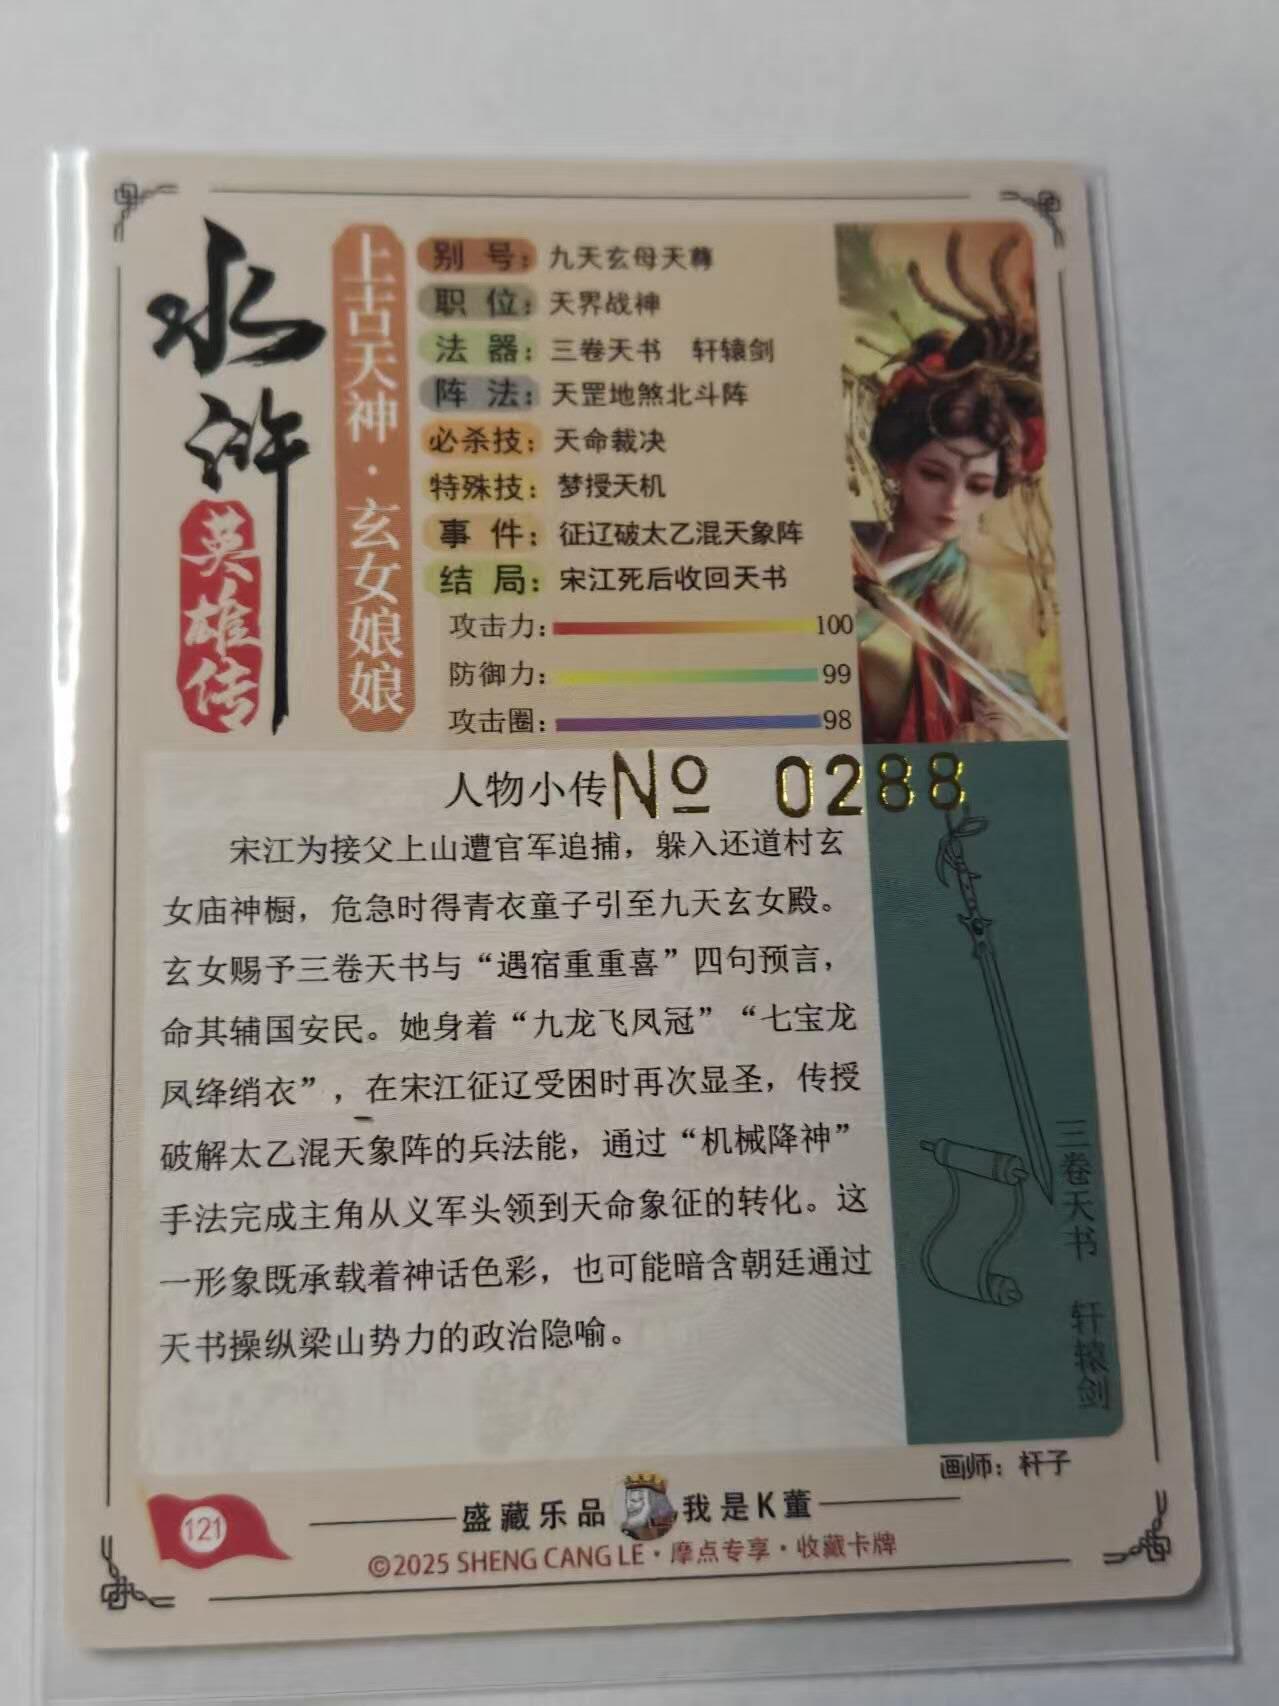 水浒
英雄传
上古天神·玄女娘娘
别号：九天玄母天尊
职位：天界战神
法器：三卷天书 轩辕剑
阵法：天罡地煞北斗阵
必杀技：天命裁决
特殊技：梦授天机
事件：征辽破太乙混天象阵
结局：宋江死后收回天书
攻击力：100
防御力：99
攻击圈：98
人物小传
№ 0288
宋江为接父上山遭官军追捕，躲入还道村玄
女庙神橱，危急时得青衣童子引至九天玄女殿。
玄女赐予三卷天书与“遇宿重重喜”四句预言，
命其辅国安民。她身着“九龙飞凤冠”“七宝龙
凤绛绡衣”，在宋江征辽受困时再次显圣，传授
破解太乙混天象阵的兵法能，通过“机械降神”
手法完成主角从义军头领到天命象征的转化。这
一形象既承载着神话色彩，也可能暗含朝廷通过
天书操纵梁山势力的政治隐喻。
三卷天书 轩辕剑
画师：杆子
121
盛藏乐品 我是K董
©2025 SHENG CANG LE·摩点专享·收藏卡牌